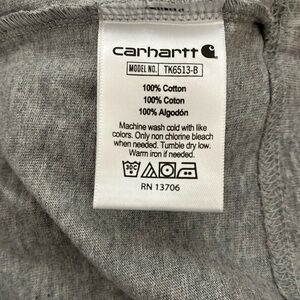 carhartt
MODEL NO. TK6513-B
100% Cotton
100% Coton
100% Algodón
Machine wash cold with like
colors. Only non chlorine bleach
when needed. Tumble dry low.
Warm iron if needed.
30C
RN 13706